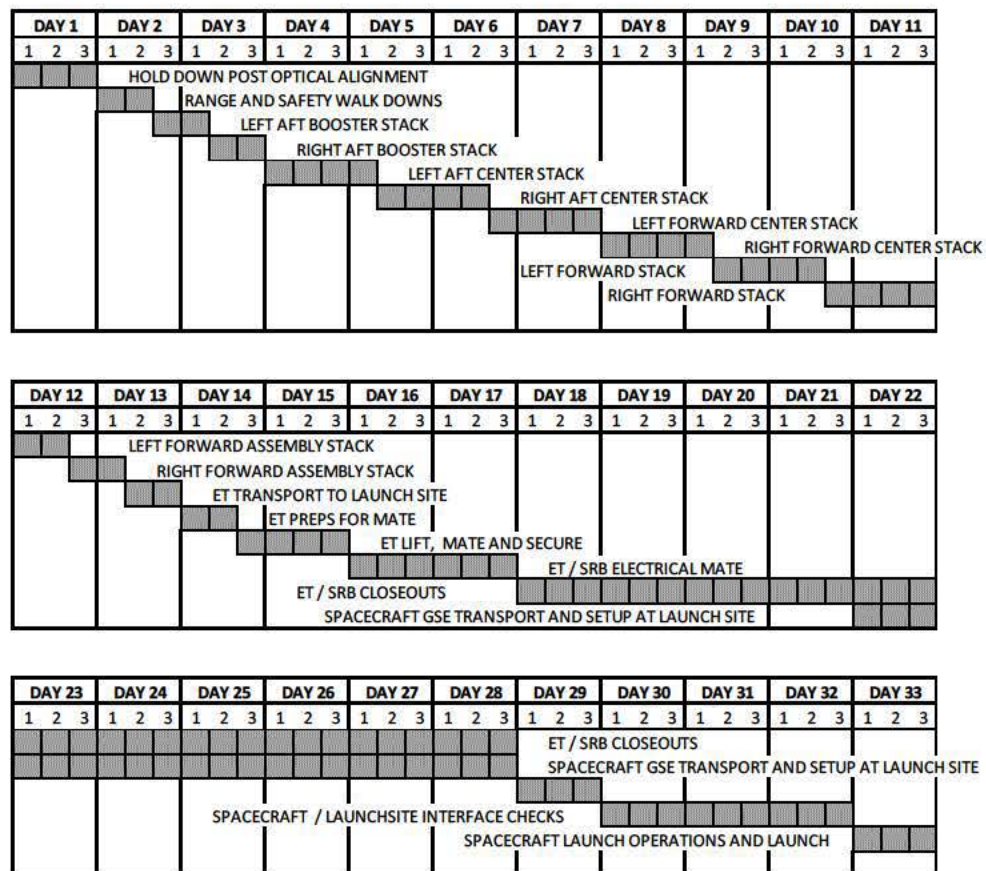 DAY 1 DAY 2 DAY 3 DAY 4 DAY 5 DAY 6 DAY 7 DAY 8 DAY 9 DAY 10 DAY 11
1 2 3 1 2 3 1 2 3 1 2 3 1 2 3 1 2 3 1 2 3 1 2 3 1 2 3 1 2 3 1 2 3
HOLD DOWN POST OPTICAL ALIGNMENT
RANGE AND SAFETY WALK DOWNS
LEFT AFT BOOSTER STACK
RIGHT AFT BOOSTER STACK
LEFT AFT CENTER STACK
RIGHT AFT CENTER STACK
LEFT FORWARD CENTER STACK
RIGHT FORWARD CENTER STACK
LEFT FORWARD STACK
RIGHT FORWARD STACK
DAY 12 DAY 13 DAY 14 DAY 15 DAY 16 DAY 17 DAY 18 DAY 19 DAY 20 DAY 21 DAY 22
1 2 3 1 2 3 1 2 3 1 2 3 1 2 3 1 2 3 1 2 3 1 2 3 1 2 3 1 2 3 1 2 3
LEFT FORWARD ASSEMBLY STACK
RIGHT FORWARD ASSEMBLY STACK
ET TRANSPORT TO LAUNCH SITE
ET PREPS FOR MATE
ET LIFT, MATE AND SECURE
ET / SRB ELECTRICAL MATE
ET / SRB CLOSEOUTS
SPACECRAFT GSE TRANSPORT AND SETUP AT LAUNCH SITE
DAY 23 DAY 24 DAY 25 DAY 26 DAY 27 DAY 28 DAY 29 DAY 30 DAY 31 DAY 32 DAY 33
1 2 3 1 2 3 1 2 3 1 2 3 1 2 3 1 2 3 1 2 3 1 2 3 1 2 3 1 2 3 1 2 3
ET / SRB CLOSEOUTS
SPACECRAFT GSE TRANSPORT AND SETUP AT LAUNCH SITE
SPACECRAFT / LAUNCHSITE INTERFACE CHECKS
SPACECRAFT LAUNCH OPERATIONS AND LAUNCH